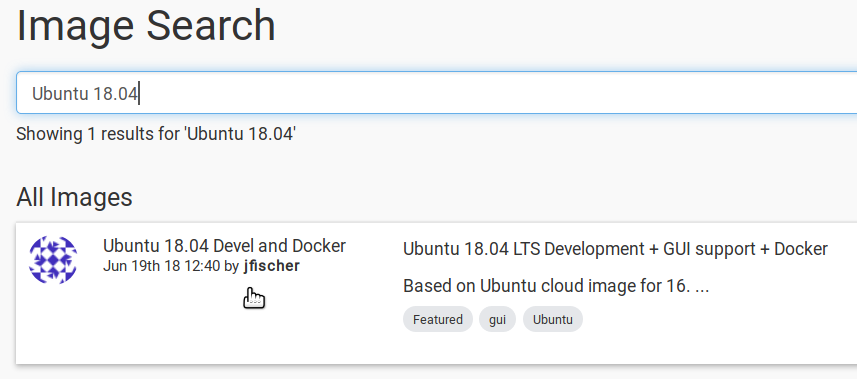 Image Search
Ubuntu 18.04
Showing 1 results for 'Ubuntu 18.04'
All Images
Ubuntu 18.04 Devel and Docker
Jun 19th 18 12:40 by jfischer
Ubuntu 18.04 LTS Development + GUI support + Docker
Based on Ubuntu cloud image for 16. ...
Featured gui Ubuntu